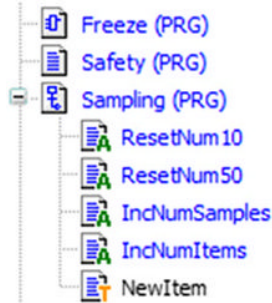 Freeze (PRG)
Safety (PRG)
Sampling (PRG)
ResetNum10
ResetNum50
IncNumSamples
IncNumItems
NewItem